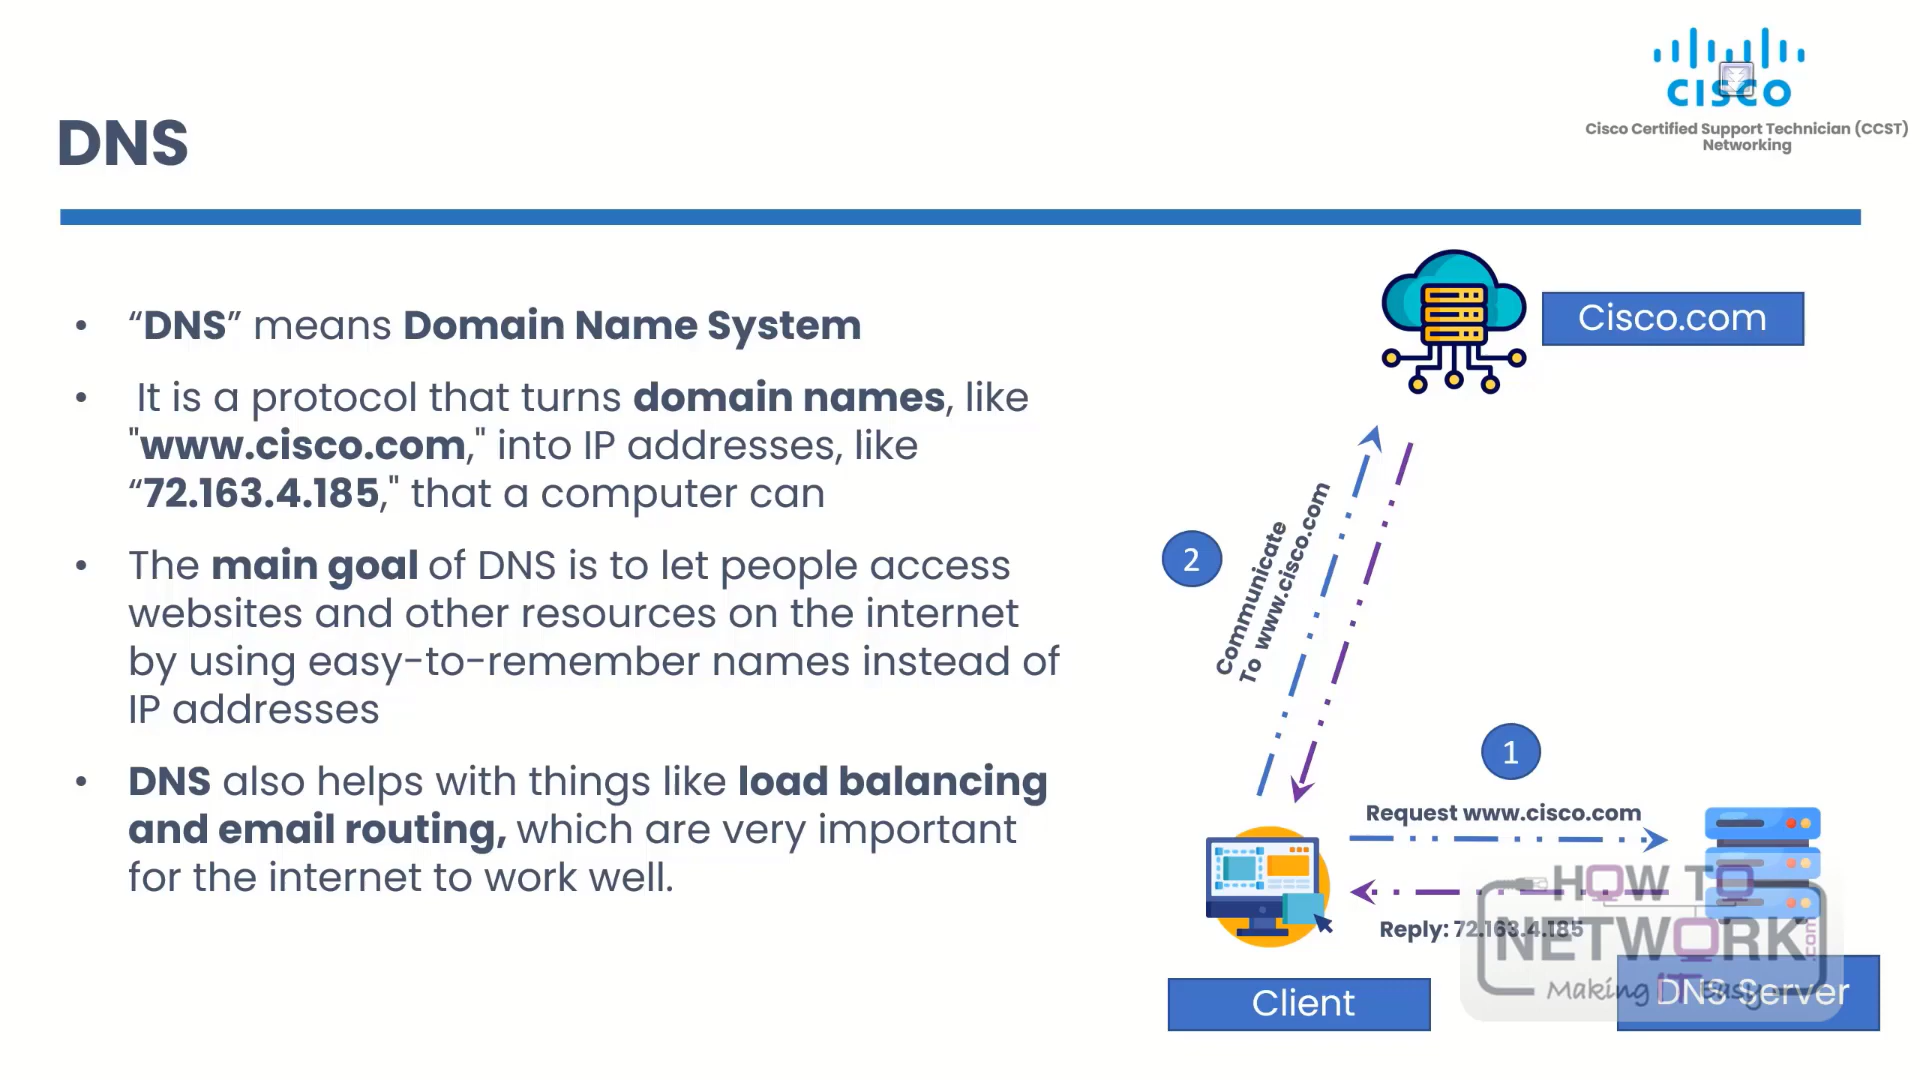 CISCO
Cisco Certified Support Technician (CCST)
Networking
DNS
• “DNS” means Domain Name System
• It is a protocol that turns domain names, like
"www.cisco.com," into IP addresses, like
“72.163.4.185," that a computer can
• The main goal of DNS is to let people access
websites and other resources on the internet
by using easy-to-remember names instead of
IP addresses
• DNS also helps with things like load balancing
and email routing, which are very important
for the internet to work well.
Cisco.com
2
Communicate
To www.cisco.com
1
Request www.cisco.com
Reply: 72.163.4.185
Client
DNS Server
HOW TO
NETWORK
.com
Making IT Easy